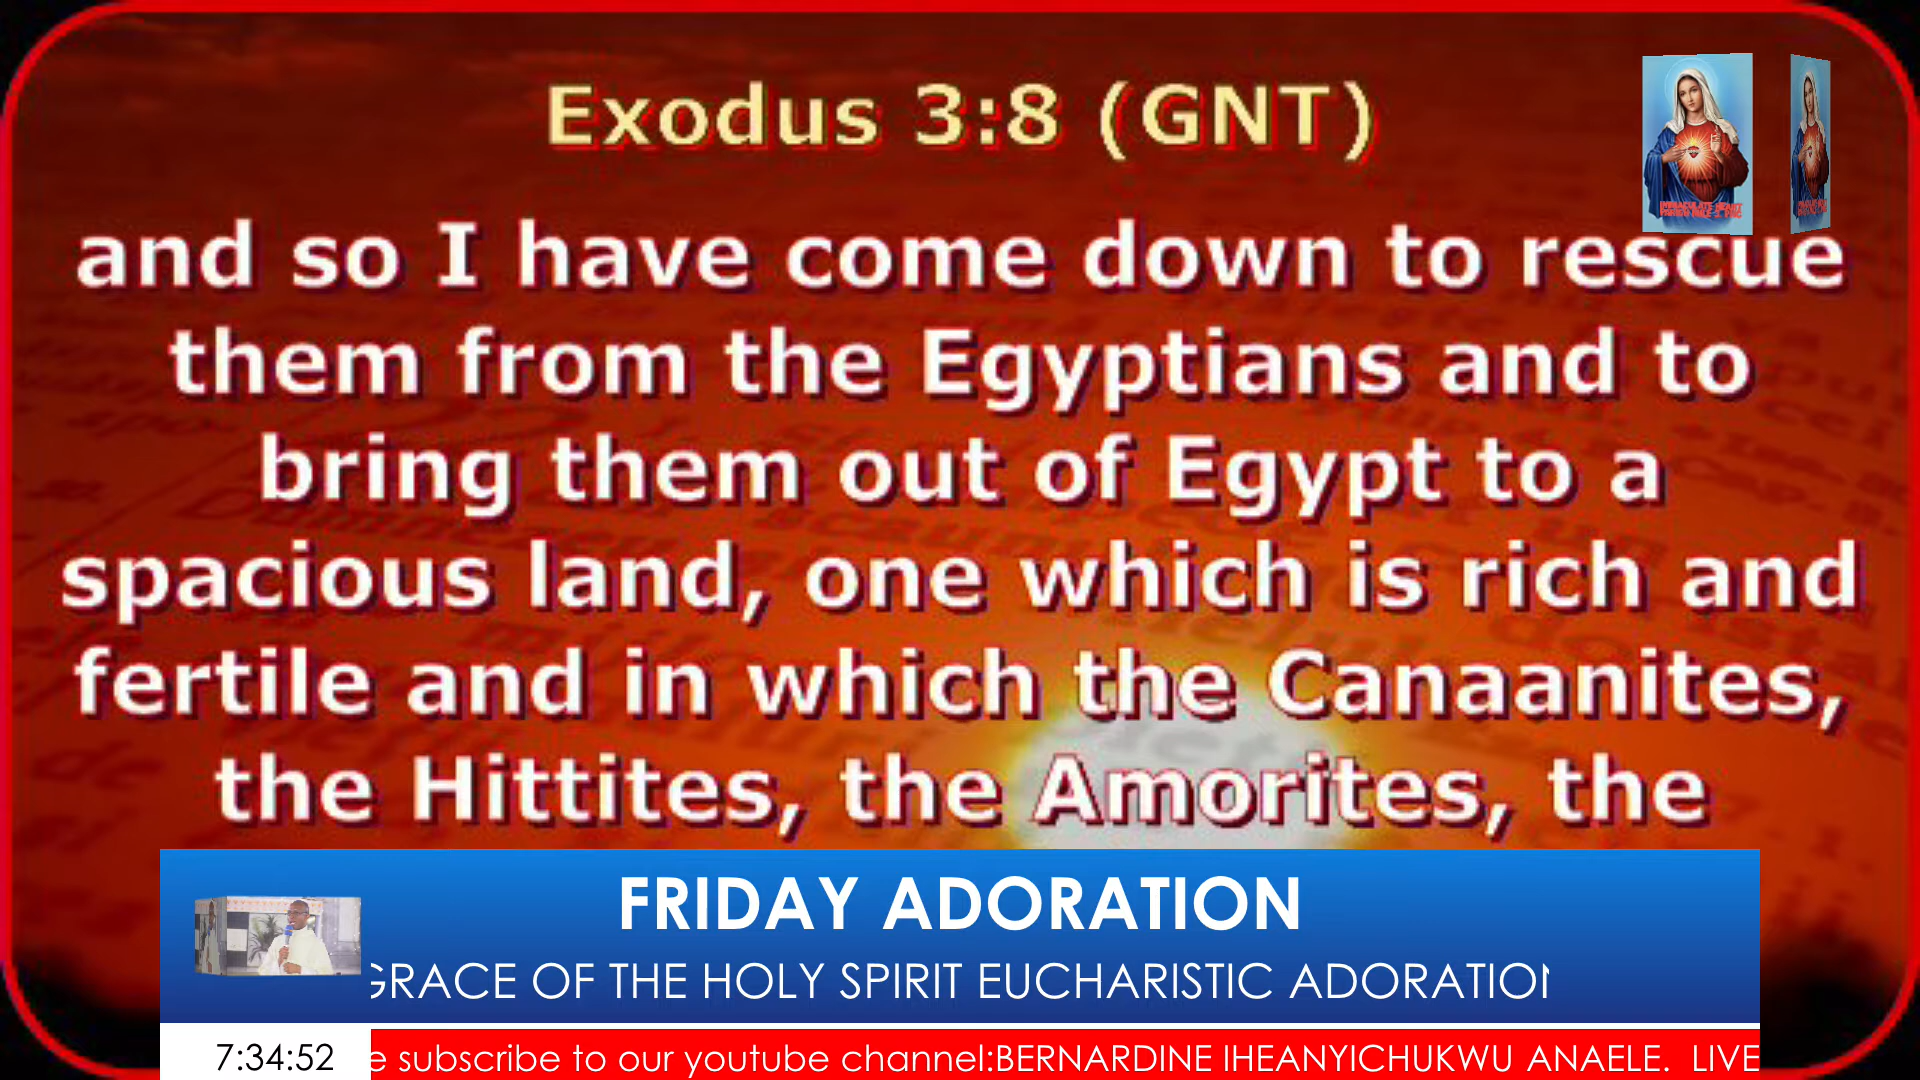 Exodus 3:8 (GNT)
and so I have come down to rescue
them from the Egyptians and to
bring them out of Egypt to a
spacious land, one which is rich and
fertile and in which the Canaanites,
the Hittites, the Amorites, the
FRIDAY ADORATION
GRACE OF THE HOLY SPIRIT EUCHARISTIC ADORATION
7:34:52
e subscribe to our youtube channel:BERNARDINE IHEANYICHUKWU ANAELE. LIVE